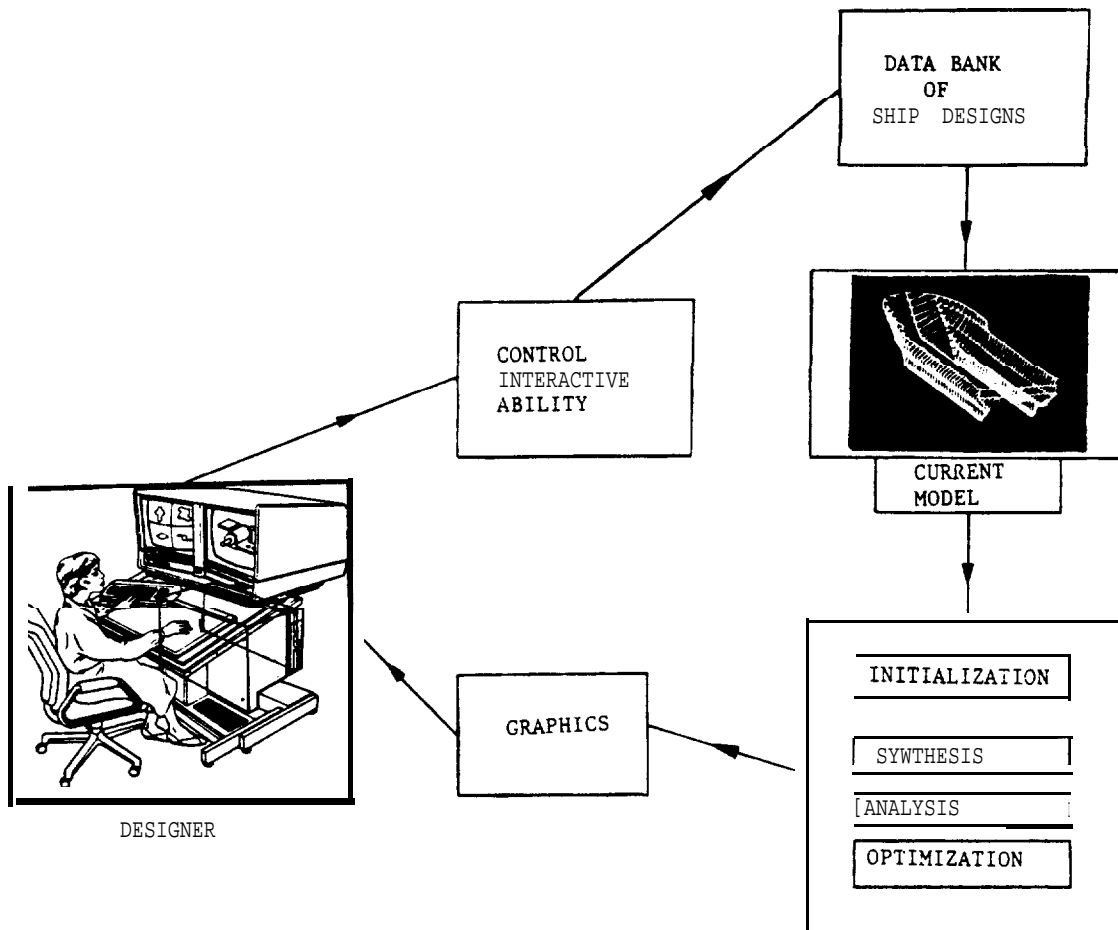 DATA BANK
OF
SHIP DESIGNS
CONTROL
INTERACTIVE
ABILITY
CURRENT
MODEL
INITIALIZATION
SYWTHESIS
[ANALYSIS
OPTIMIZATION
GRAPHICS
DESIGNER